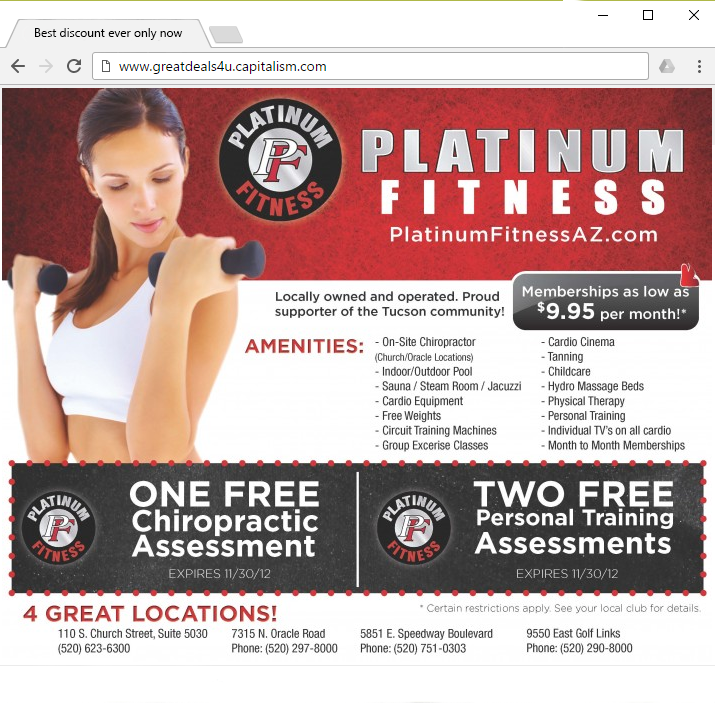 Best discount ever only now
www.greatdeals4u.capitalism.com
PLATINUM
PF
FITNESS
PLATINUM
FITNESS
PlatinumFitnessAZ.com
Locally owned and operated. Proud
supporter of the Tucson community!
Memberships as low as
$9.95 per month!*
AMENITIES:
- On-Site Chiropractor
(Church/Oracle Locations)
- Indoor/Outdoor Pool
- Sauna / Steam Room / Jacuzzi
- Cardio Equipment
- Free Weights
- Circuit Training Machines
- Group Excerise Classes
- Cardio Cinema
- Tanning
- Childcare
- Hydro Massage Beds
- Physical Therapy
- Personal Training
- Individual TV's on all cardio
- Month to Month Memberships
PLATINUM
PF
FITNESS
ONE FREE
Chiropractic
Assessment
EXPIRES 11/30/12
PLATINUM
PF
FITNESS
TWO FREE
Personal Training
Assessments
EXPIRES 11/30/12
4 GREAT LOCATIONS!
* Certain restrictions apply. See your local club for details.
110 S. Church Street, Suite 5030
(520) 623-6300
7315 N. Oracle Road
Phone: (520) 297-8000
5851 E. Speedway Boulevard
Phone: (520) 751-0303
9550 East Golf Links
Phone: (520) 290-8000